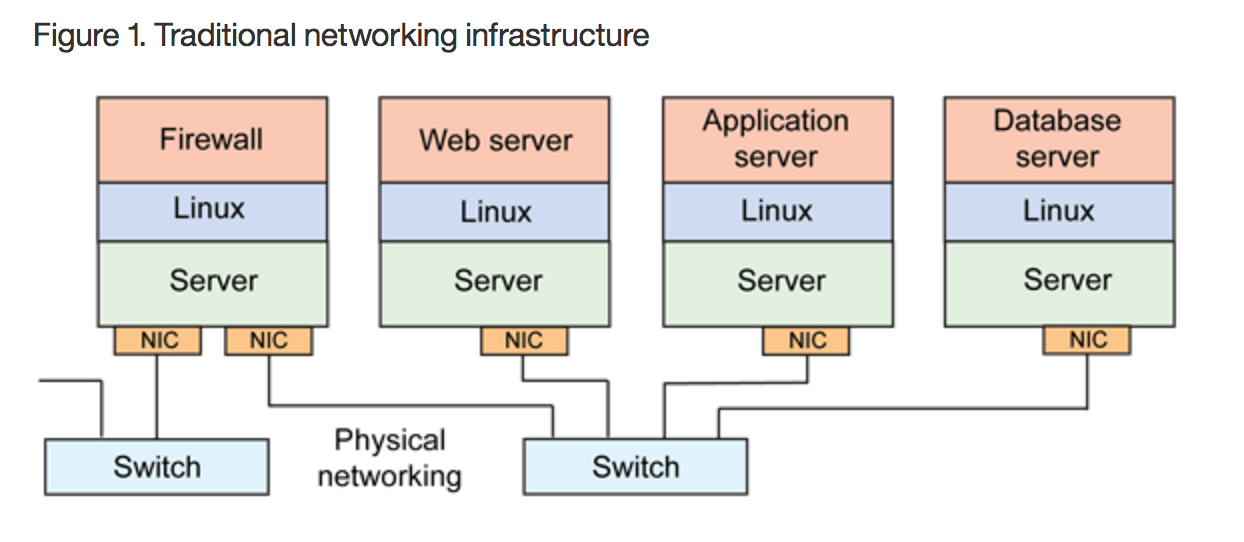 Figure 1. Traditional networking infrastructure
Firewall
Web server
Application
server
Database
server
Linux
Linux
Linux
Linux
Server
Server
Server
Server
NIC
NIC
NIC
NIC
NIC
Physical
networking
Switch
Switch